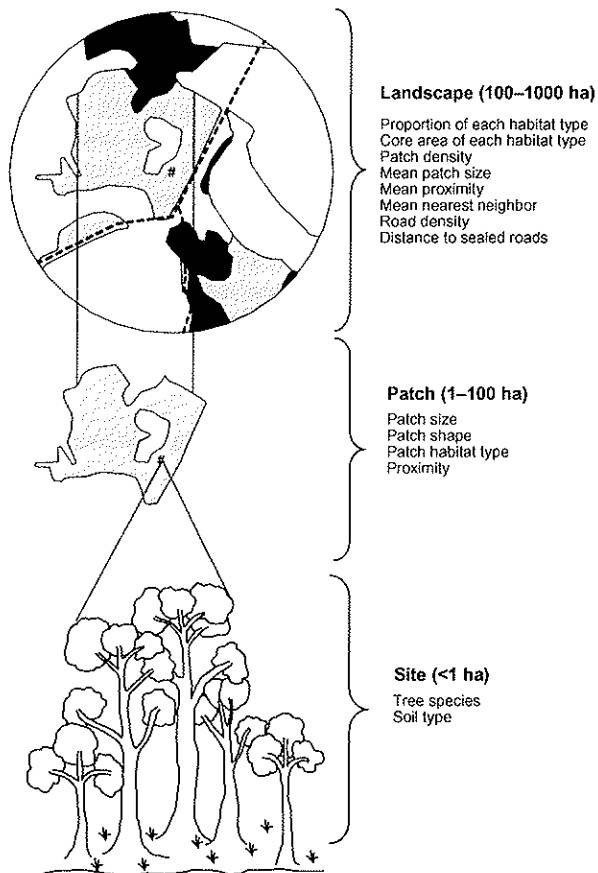 Landscape (100–1000 ha)
Proportion of each habitat type
Core area of each habitat type
Patch density
Mean patch size
Mean proximity
Mean nearest neighbor
Road density
Distance to sealed roads
#
Patch (1–100 ha)
Patch size
Patch shape
Patch habitat type
Proximity
#
Site (<1 ha)
Tree species
Soil type